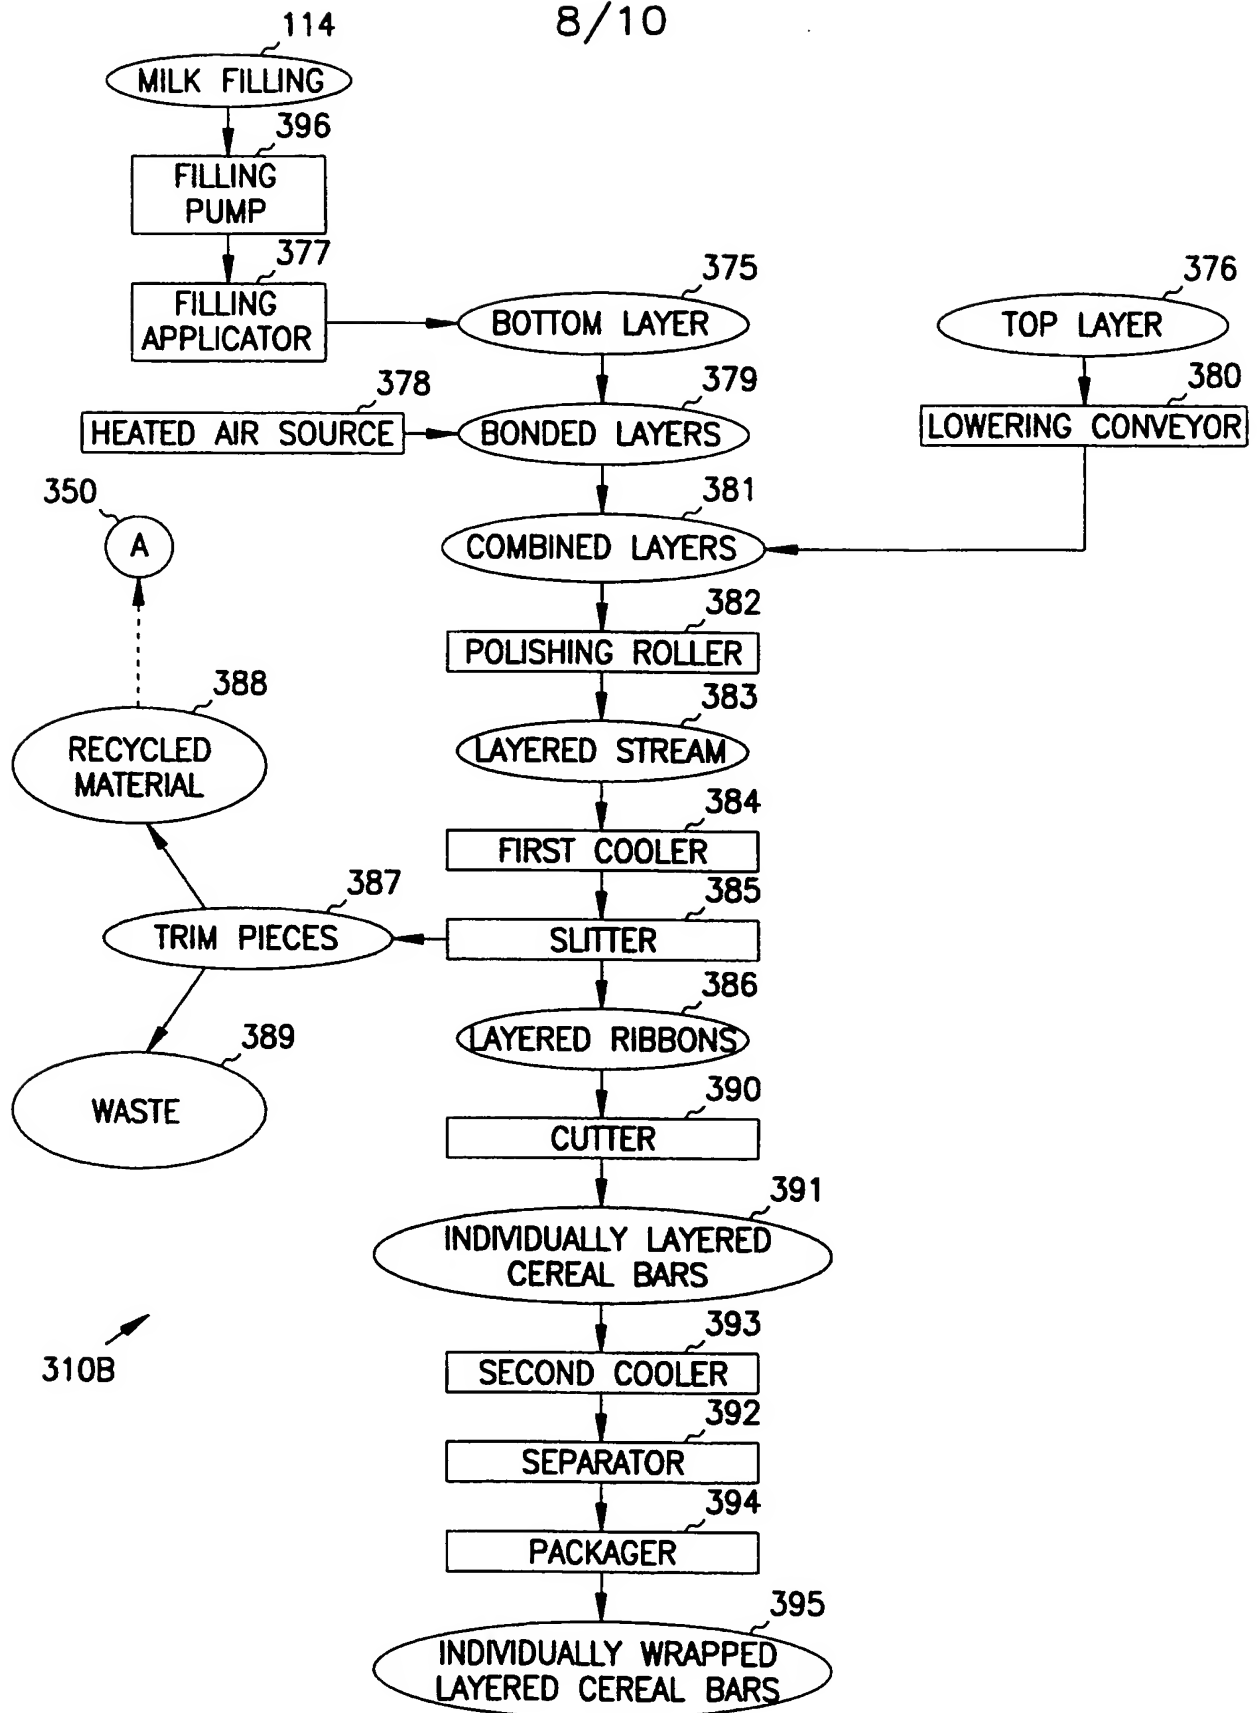 8/10
114
MILK FILLING
396
FILLING
PUMP
377
FILLING
APPLICATOR
375
BOTTOM LAYER
376
TOP LAYER
378
HEATED AIR SOURCE
379
BONDED LAYERS
380
LOWERING CONVEYOR
350
A
381
COMBINED LAYERS
382
POLISHING ROLLER
388
RECYCLED
MATERIAL
383
LAYERED STREAM
384
FIRST COOLER
387
TRIM PIECES
385
SLITTER
386
LAYERED RIBBONS
389
WASTE
390
CUTTER
391
INDIVIDUALLY LAYERED
CEREAL BARS
310B
393
SECOND COOLER
392
SEPARATOR
394
PACKAGER
395
INDIVIDUALLY WRAPPED
LAYERED CEREAL BARS